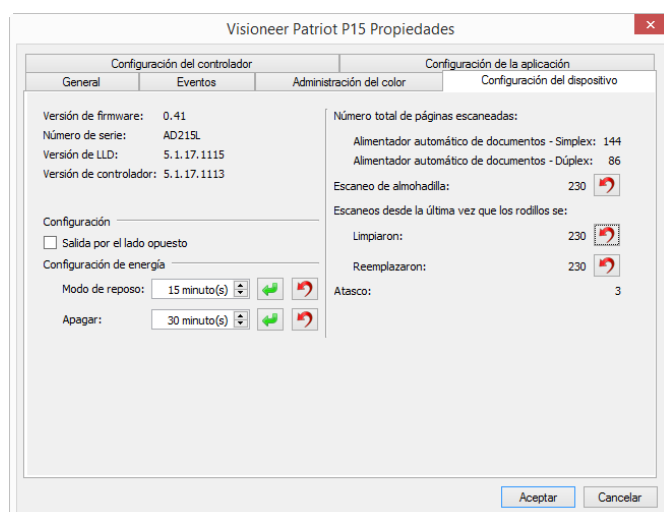 Visioneer Patriot P15 Propiedades
Configuración del controlador
Configuración de la aplicación
General
Eventos
Administración del color
Configuración del dispositivo
Versión de firmware: 0.41
Número de serie: AD215L
Versión de LLD: 5.1.17.1115
Versión de controlador: 5.1.17.1113
Configuración
Salida por el lado opuesto
Configuración de energía
Modo de reposo: 15 minuto(s)
Apagar: 30 minuto(s)
Número total de páginas escaneadas:
Alimentador automático de documentos - Simplex: 144
Alimentador automático de documentos - Dúplex: 86
Escaneo de almohadilla: 230
Escaneos desde la última vez que los rodillos se:
Limpiaron: 230
Reemplazaron: 230
Atasco: 3
Aceptar
Cancelar